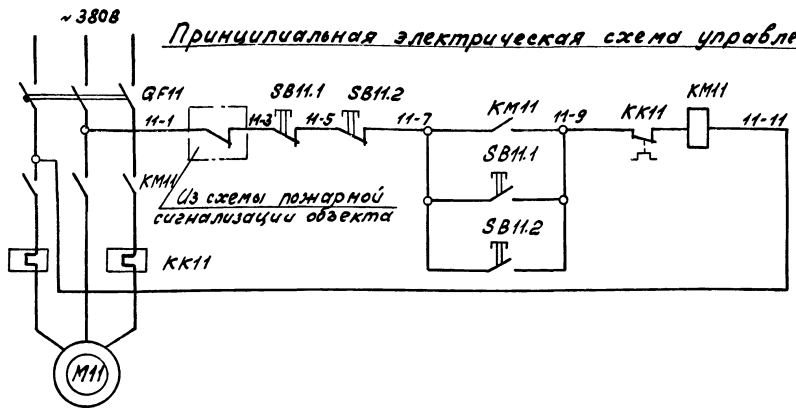 ~380В
Принципиальная электрическая схема управле
QF11
SB11.1
SB11.2
KM11
KK11
KM11
11-1
11-3
11-5
11-7
11-9
11-11
SB11.1
KM11
Из схемы пожарной
сигнализации объекта
SB11.2
KK11
M11